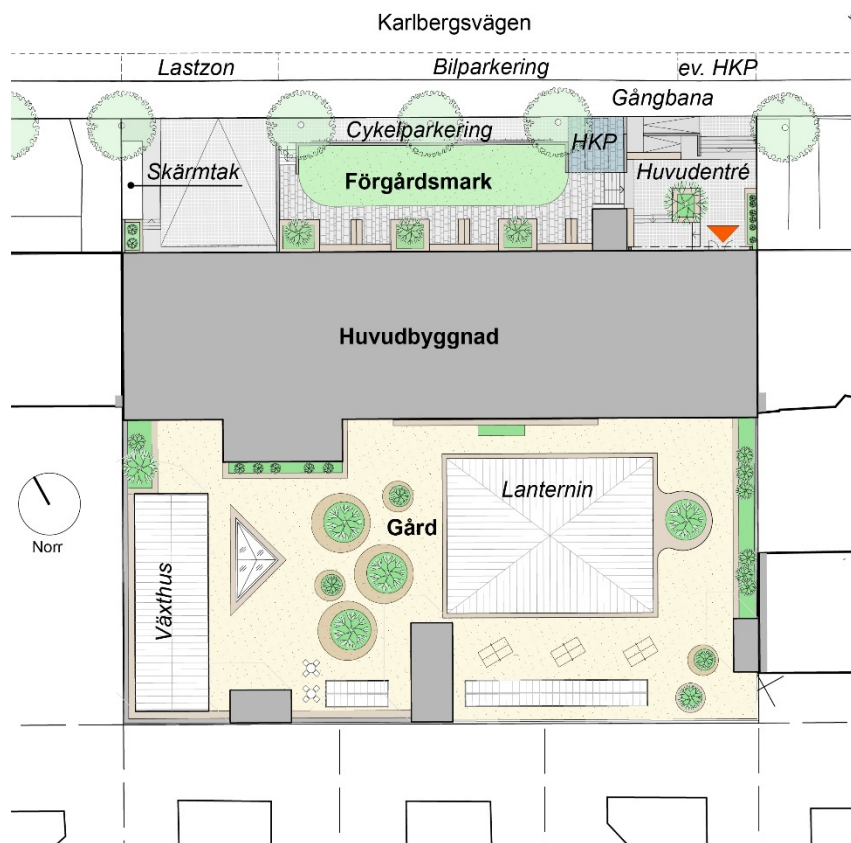 Karlbergsvägen
Lastzon
Bilparkering
ev. HKP
Gångbana
Cykelparkering
HKP
Skärmtak
Förgårdsmark
Huvudentré
Huvudbyggnad
Lanternin
Gård
Norr
Växthus